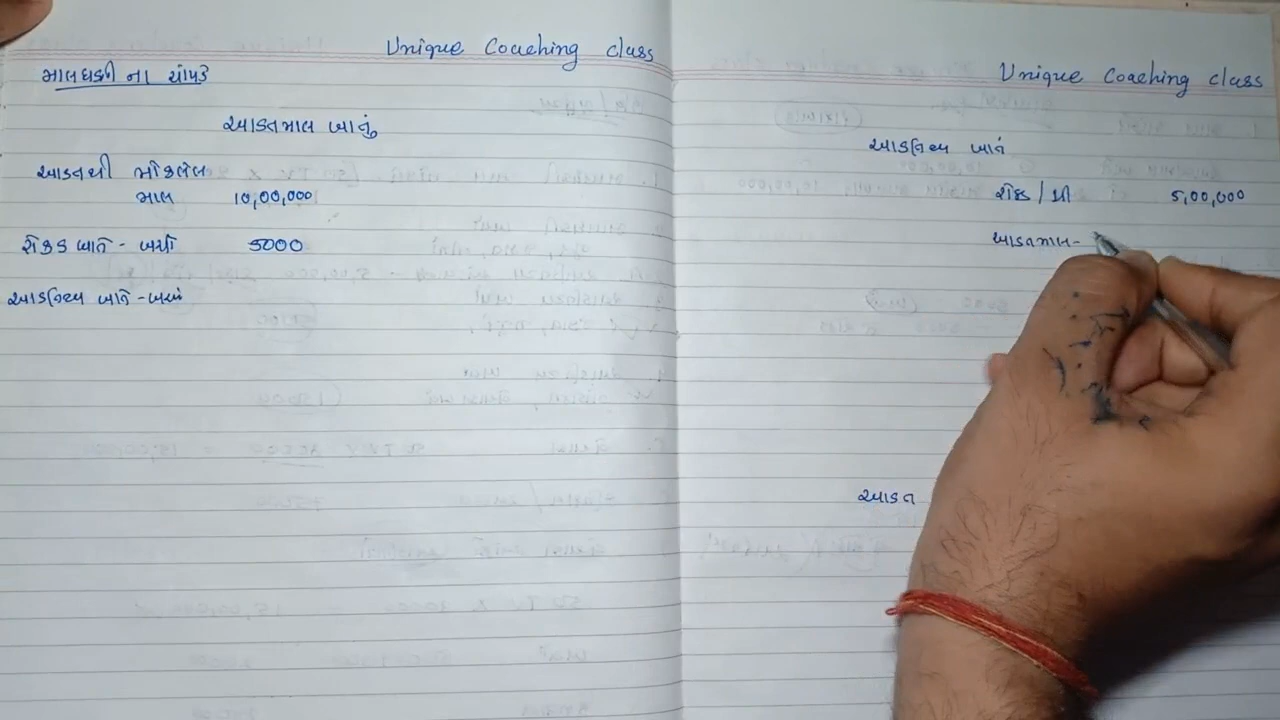 Unique Coaching class
માલધણી ના ચોપડે
આડતમાલ ખાતું
આડતથી મોકલેલ
માલ 10,00,000
રોકડ ખાતે - ખર્ચા 5000
આડતિયા ખાતે - ખર્ચા
Unique Coaching class
આડતિયા ખાતું
રોકડ / પ્રો 5,00,000
આડતમાલ-
આડત